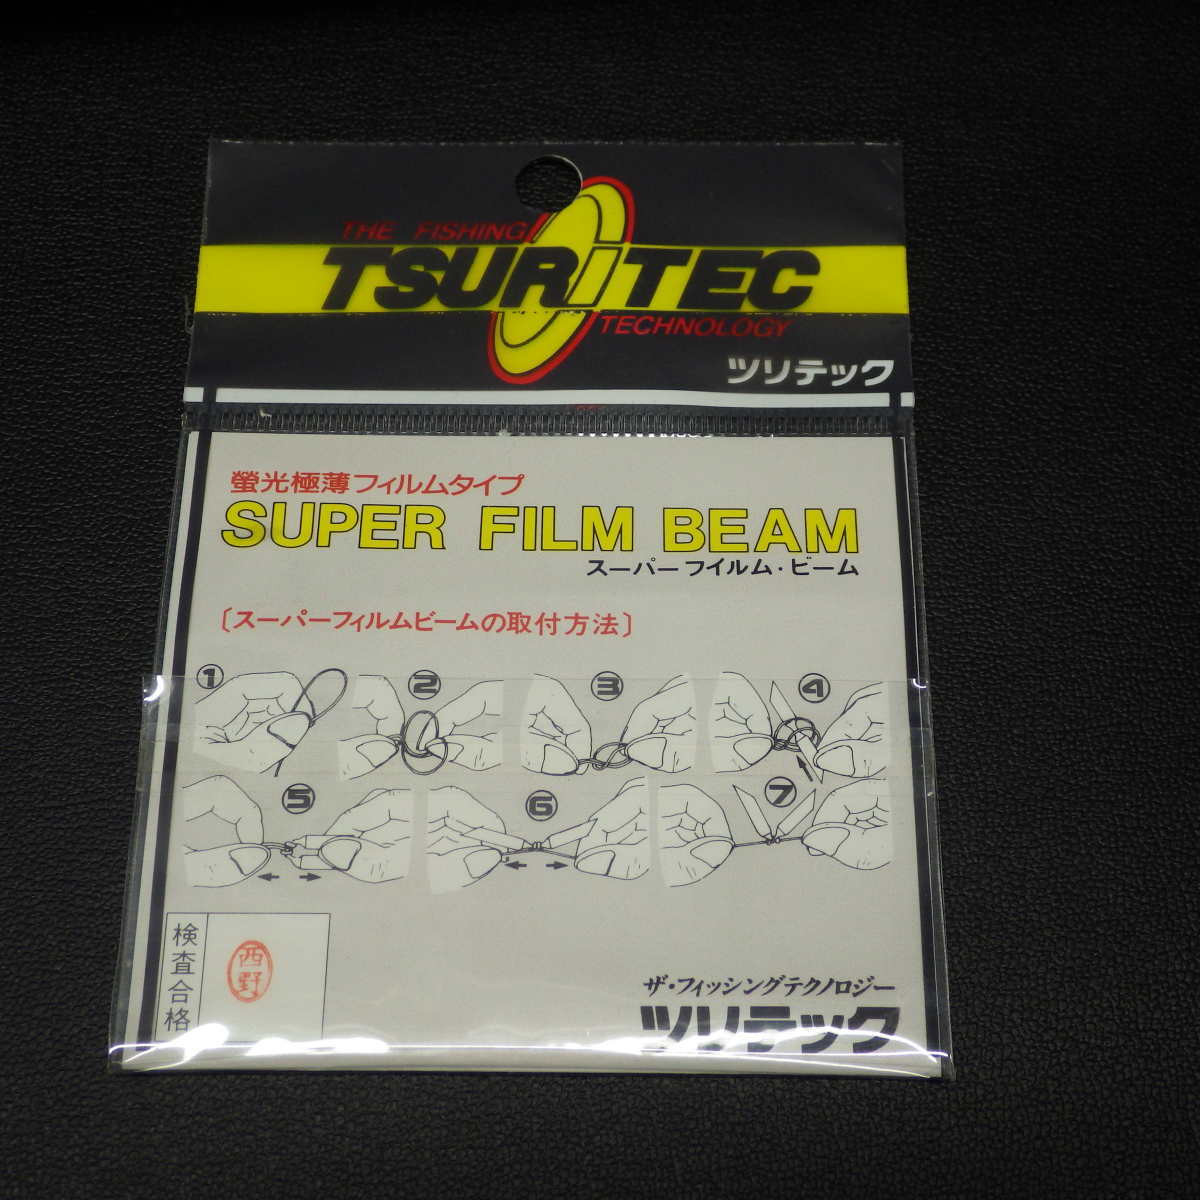 THE FISHING
TSURITEC
TECHNOLOGY
ツリテック
螢光極薄フィルムタイプ
SUPER FILM BEAM
スーパーフイルム・ビーム
〔スーパーフィルムビームの取付方法〕
① ② ③ ④
⑤ ⑥ ⑦
検査合格
西野
ザ・フィッシングテクノロジー
ツリテック